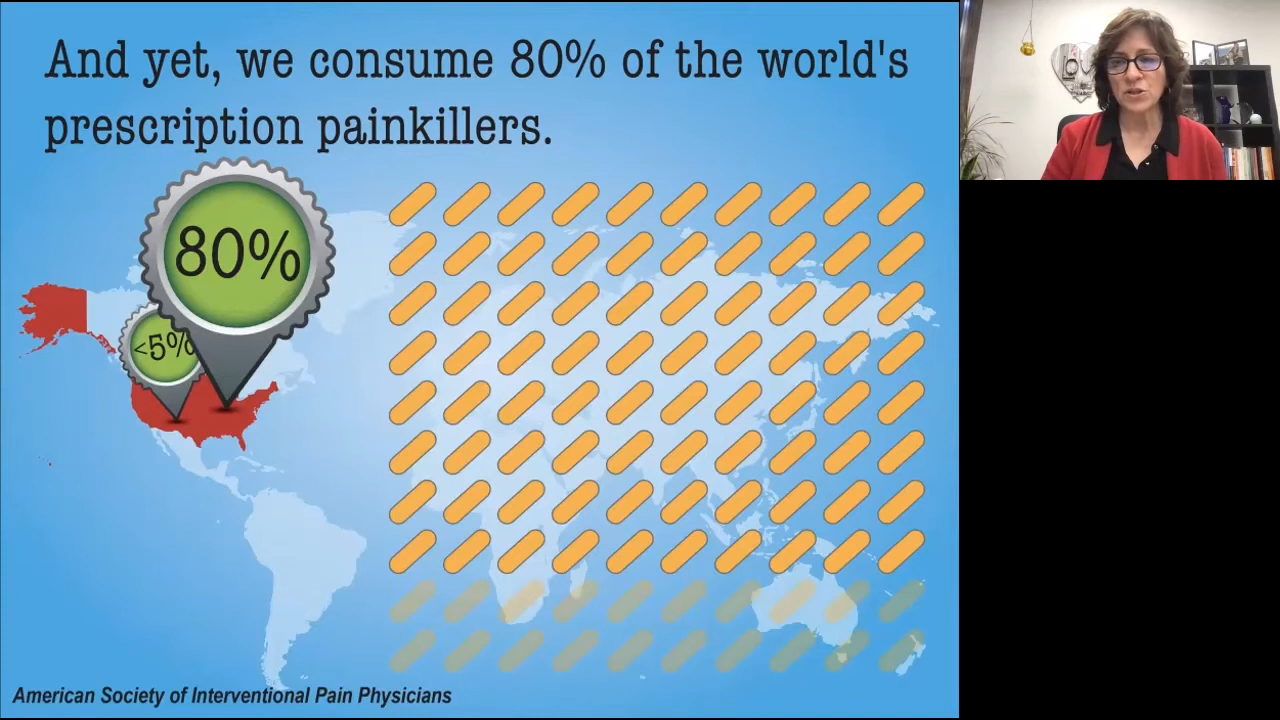 And yet, we consume 80% of the world's
prescription painkillers.
80%
<5%
American Society of Interventional Pain Physicians